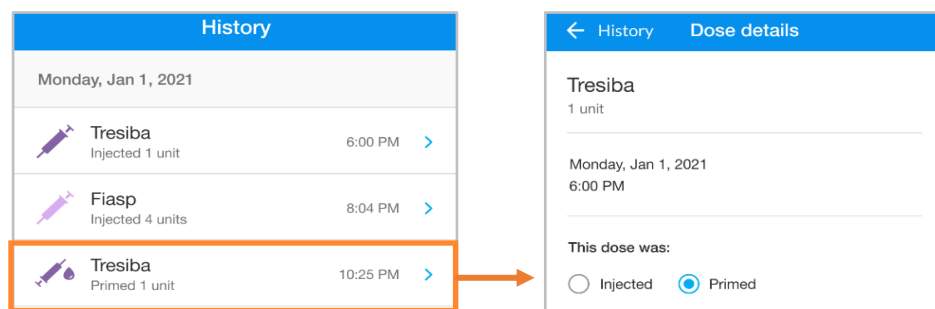 History
Monday, Jan 1, 2021
Tresiba
Injected 1 unit
6:00 PM
Fiasp
Injected 4 units
8:04 PM
Tresiba
Primed 1 unit
10:25 PM
History
Dose details
Tresiba
1 unit
Monday, Jan 1, 2021
6:00 PM
This dose was:
Injected
Primed